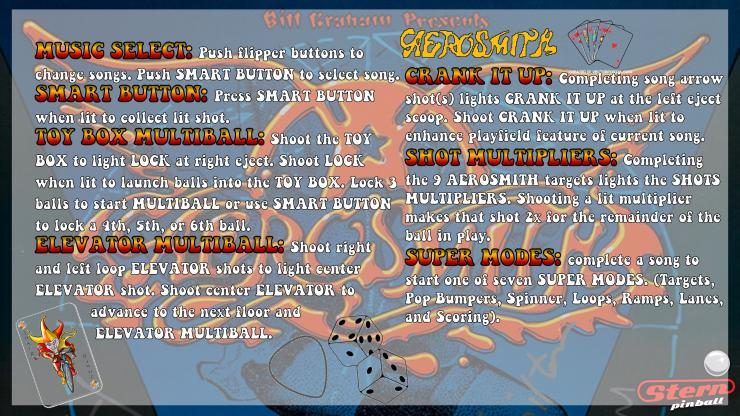 Bill Graham Presents
MUSIC SELECT: Push flipper buttons to
change songs. Push SMART BUTTON to select song.
SMART BUTTON: Press SMART BUTTON
when lit to collect lit shot.
TOY BOX MULTIBALL: Shoot the TOY
BOX to light LOCK at right eject. Shoot LOCK
when lit to launch balls into the TOY BOX. Lock 3
balls to start MULTIBALL or use SMART BUTTON
to lock a 4th, 5th, or 6th ball.
ELEVATOR MULTIBALL: Shoot right
and left loop ELEVATOR shots to light center
ELEVATOR shot. Shoot center ELEVATOR to
advance to the next floor and
ELEVATOR MULTIBALL.
AEROSMITH
CRANK IT UP: Completing song arrow
shot(s) lights CRANK IT UP at the left eject
scoop. Shoot CRANK IT UP when lit to
enhance playfield feature of current song.
SHOT MULTIPLIERS: Completing
the 9 AEROSMITH targets lights the SHOTS
MULTIPLIERS. Shooting a lit multiplier
makes that shot 2x for the remainder of the
ball in play.
SUPER MODES: complete a song to
start one of seven SUPER MODES. (Targets,
Pop Bumpers, Spinner, Loops, Ramps, Lanes,
and Scoring).
Stern
pinball